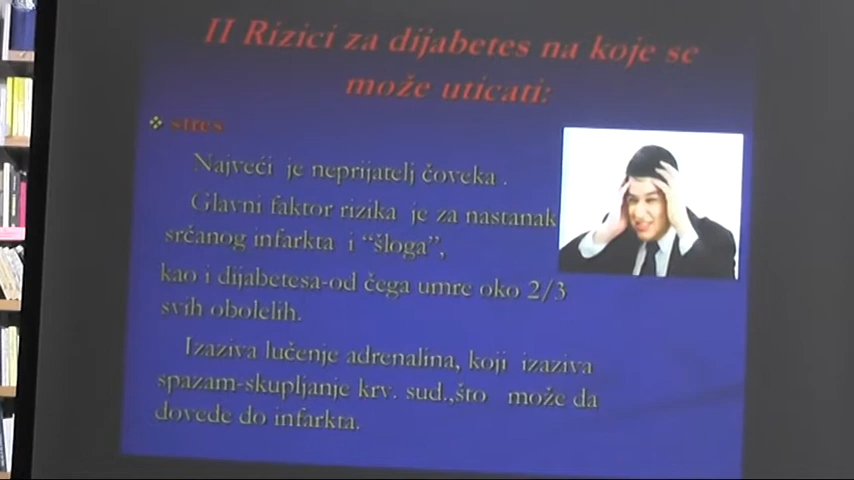 II Rizici za dijabetes na koje se
može uticati:
stres
Najveći je neprijatelj čoveka .
Glavni faktor rizika je za nastanak
srčanog infarkta i “šloga”,
kao i dijabetesa-od čega umre oko 2/3
svih obolelih.
Izaziva lučenje adrenalina, koji izaziva
spazam-skupljanje krv. sud.,što može da
dovede do infarkta.